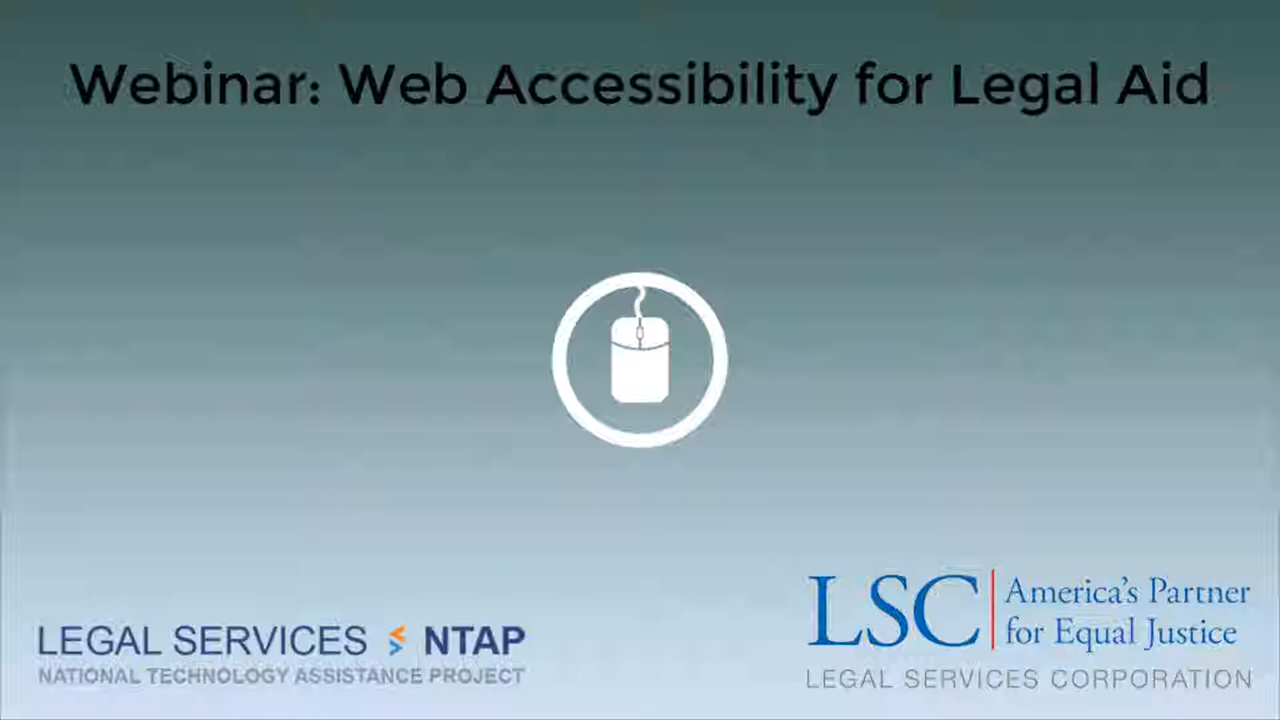 Webinar: Web Accessibility for Legal Aid
LEGAL SERVICES NTAP
NATIONAL TECHNOLOGY ASSISTANCE PROJECT
LSC America's Partner
for Equal Justice
LEGAL SERVICES CORPORATION